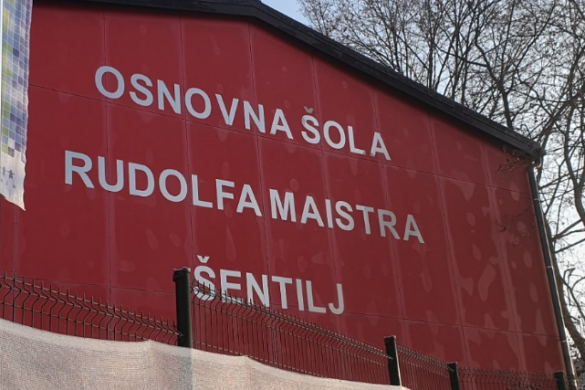 OSNOVNA ŠOLA
RUDOLFA MAISTRA
ŠENTILJ